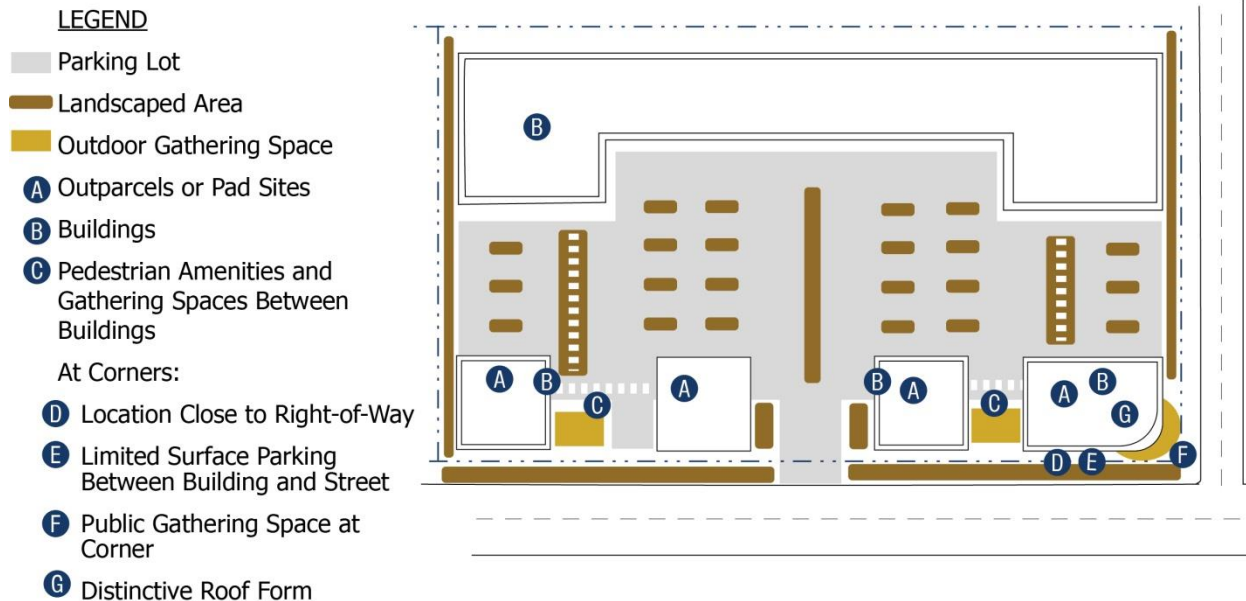 LEGEND
Parking Lot
Landscaped Area
Outdoor Gathering Space
A Outparcels or Pad Sites
B Buildings
C Pedestrian Amenities and
Gathering Spaces Between
Buildings
At Corners:
D Location Close to Right-of-Way
E Limited Surface Parking
Between Building and Street
F Public Gathering Space at
Corner
G Distinctive Roof Form
B
A
B
C
A
B
A
C
A
B
G
D
E
F